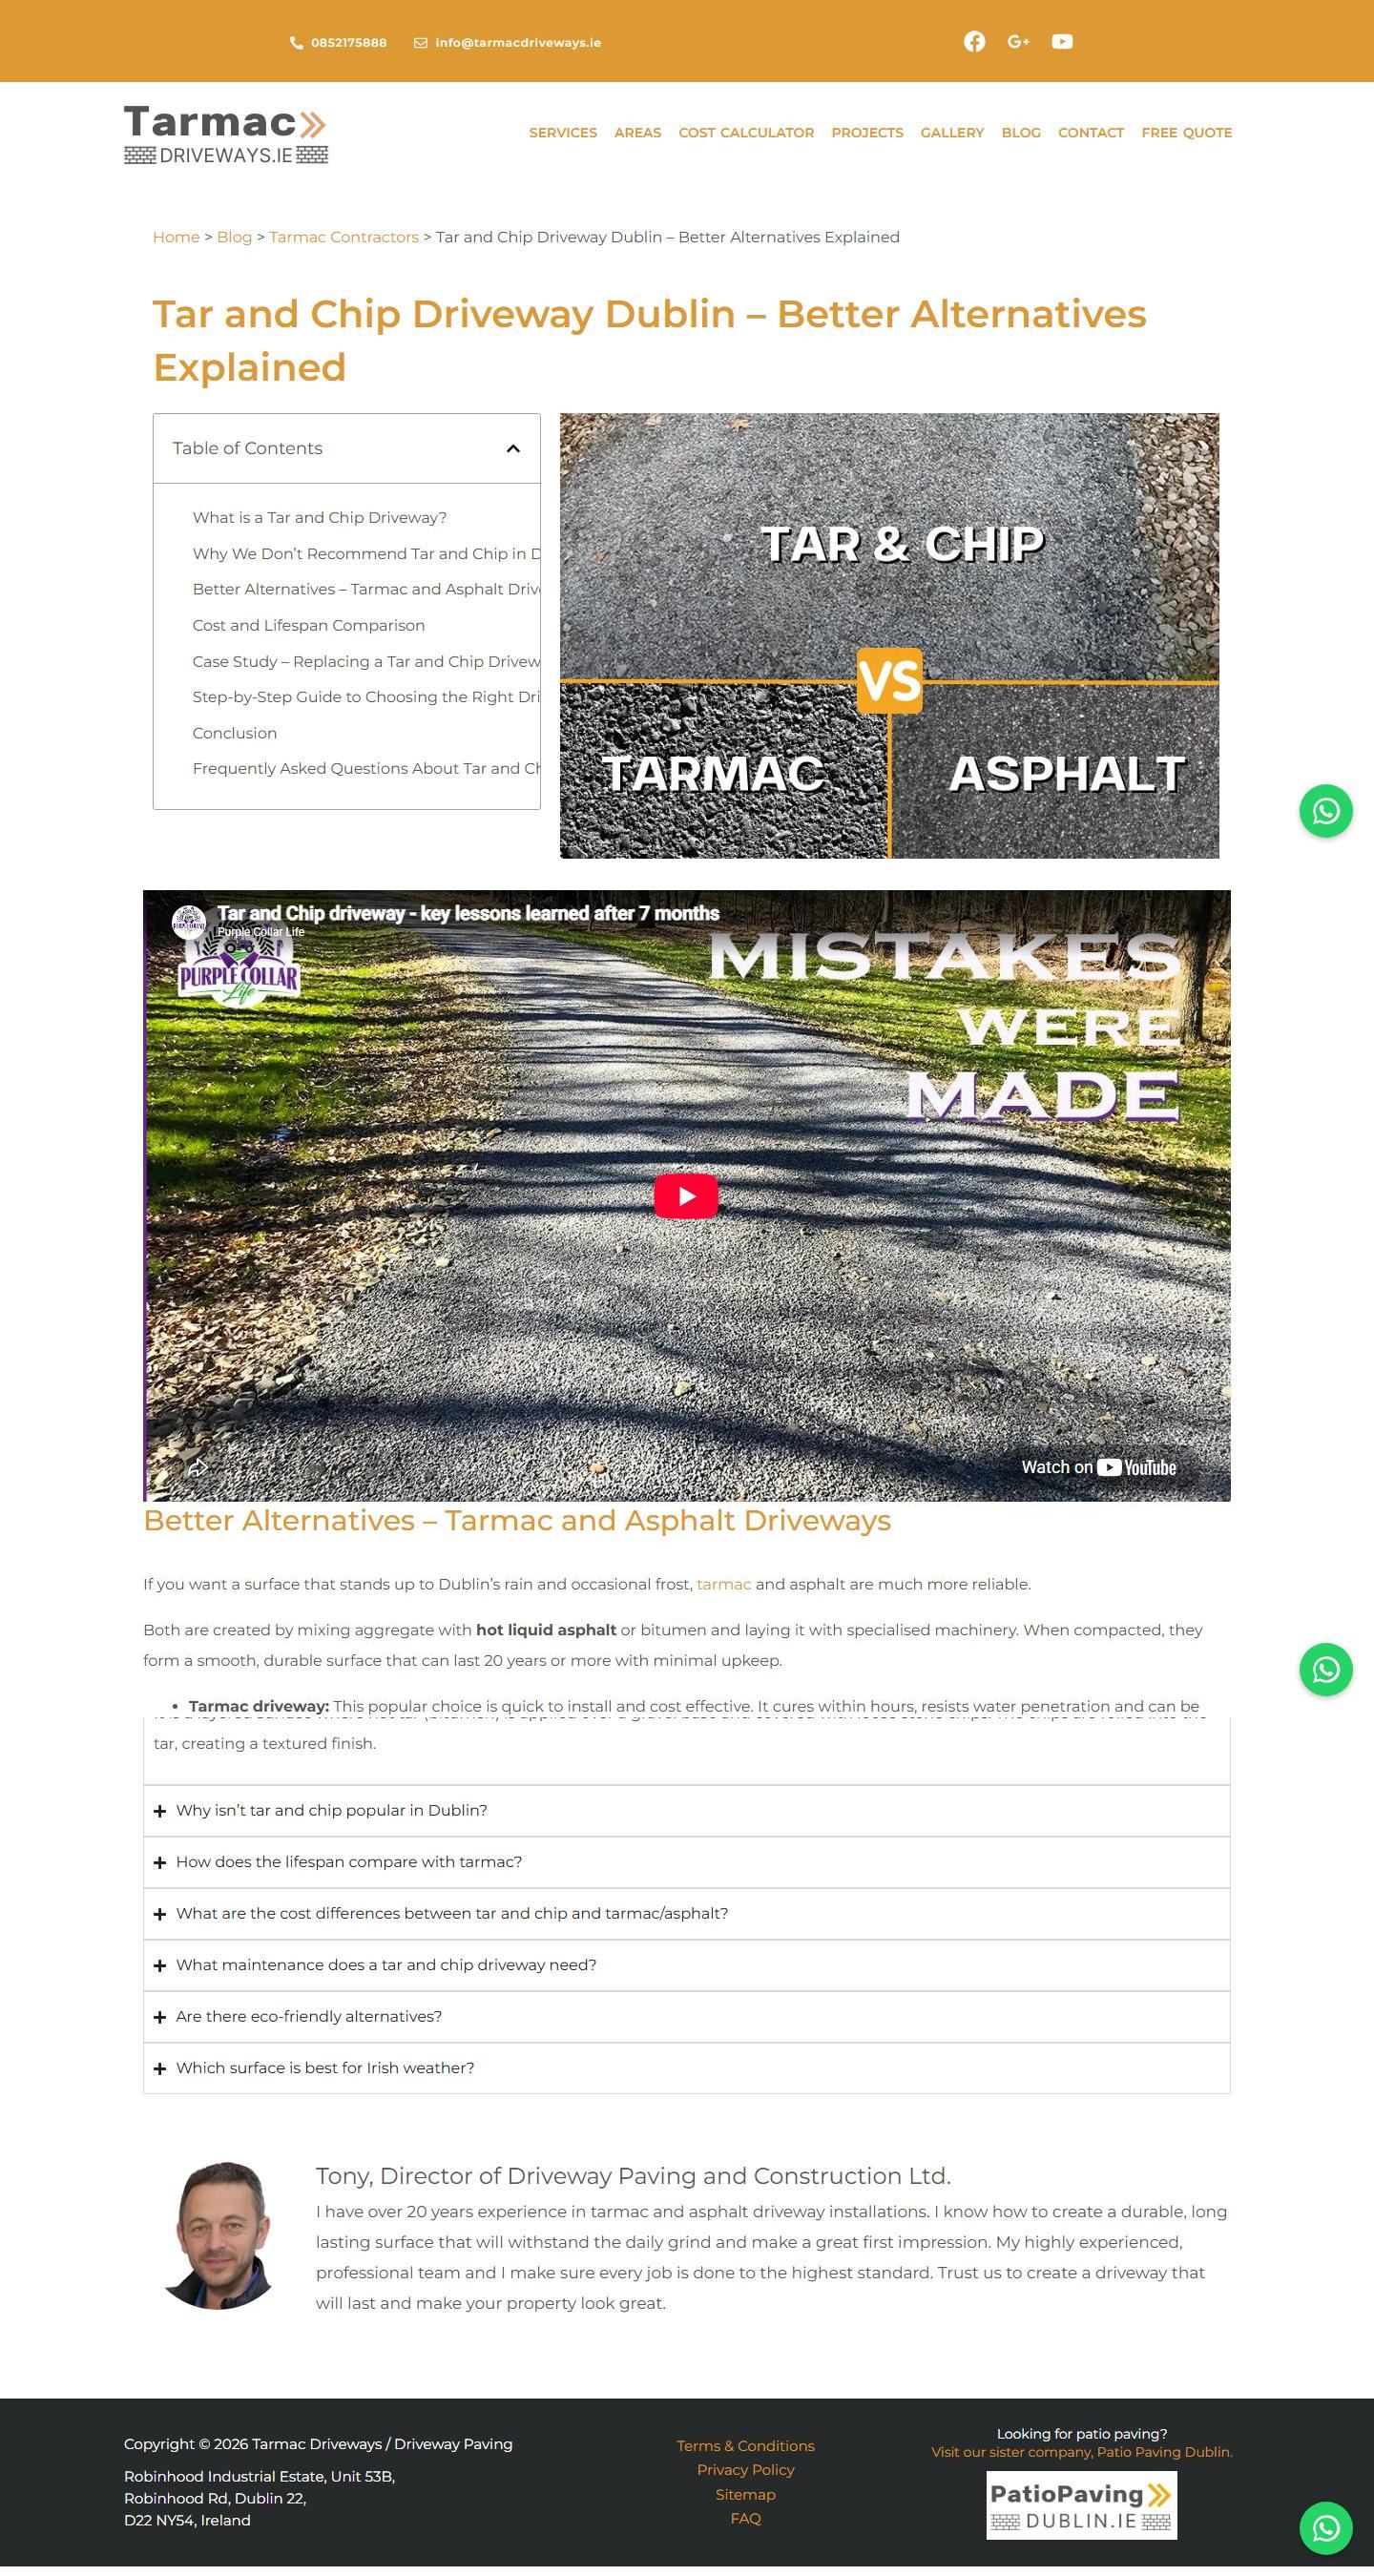 0852175888
info@tarmacdriveways.ie
Tarmac
DRIVEWAYS.IE
SERVICES AREAS COST CALCULATOR PROJECTS GALLERY BLOG CONTACT FREE QUOTE
Home > Blog > Tarmac Contractors > Tar and Chip Driveway Dublin – Better Alternatives Explained
Tar and Chip Driveway Dublin – Better Alternatives
Explained
Table of Contents
What is a Tar and Chip Driveway?
Why We Don’t Recommend Tar and Chip in D
Better Alternatives – Tarmac and Asphalt Driv
Cost and Lifespan Comparison
Case Study – Replacing a Tar and Chip Drivew
Step-by-Step Guide to Choosing the Right Dri
Conclusion
Frequently Asked Questions About Tar and Ch
TAR & CHIP
VS
TARMAC
ASPHALT
Tar and Chip driveway - key lessons learned after 7 months
Purple Collar Life
PURPLE COLLAR
Life
MISTAKES
WERE
MADE
Watch on YouTube
Better Alternatives – Tarmac and Asphalt Driveways
If you want a surface that stands up to Dublin’s rain and occasional frost, tarmac and asphalt are much more reliable.
Both are created by mixing aggregate with hot liquid asphalt or bitumen and laying it with specialised machinery. When compacted, they
form a smooth, durable surface that can last 20 years or more with minimal upkeep.
• Tarmac driveway: This popular choice is quick to install and cost effective. It cures within hours, resists water penetration and can be
tar, creating a textured finish.
Why isn’t tar and chip popular in Dublin?
How does the lifespan compare with tarmac?
What are the cost differences between tar and chip and tarmac/asphalt?
What maintenance does a tar and chip driveway need?
Are there eco-friendly alternatives?
Which surface is best for Irish weather?
Tony, Director of Driveway Paving and Construction Ltd.
I have over 20 years experience in tarmac and asphalt driveway installations. I know how to create a durable, long
lasting surface that will withstand the daily grind and make a great first impression. My highly experienced,
professional team and I make sure every job is done to the highest standard. Trust us to create a driveway that
will last and make your property look great.
Copyright © 2026 Tarmac Driveways / Driveway Paving
Robinhood Industrial Estate, Unit 53B,
Robinhood Rd, Dublin 22,
D22 NY54, Ireland
Terms & Conditions
Privacy Policy
Sitemap
FAQ
Looking for patio paving?
Visit our sister company, Patio Paving Dublin.
PatioPaving
DUBLIN.IE